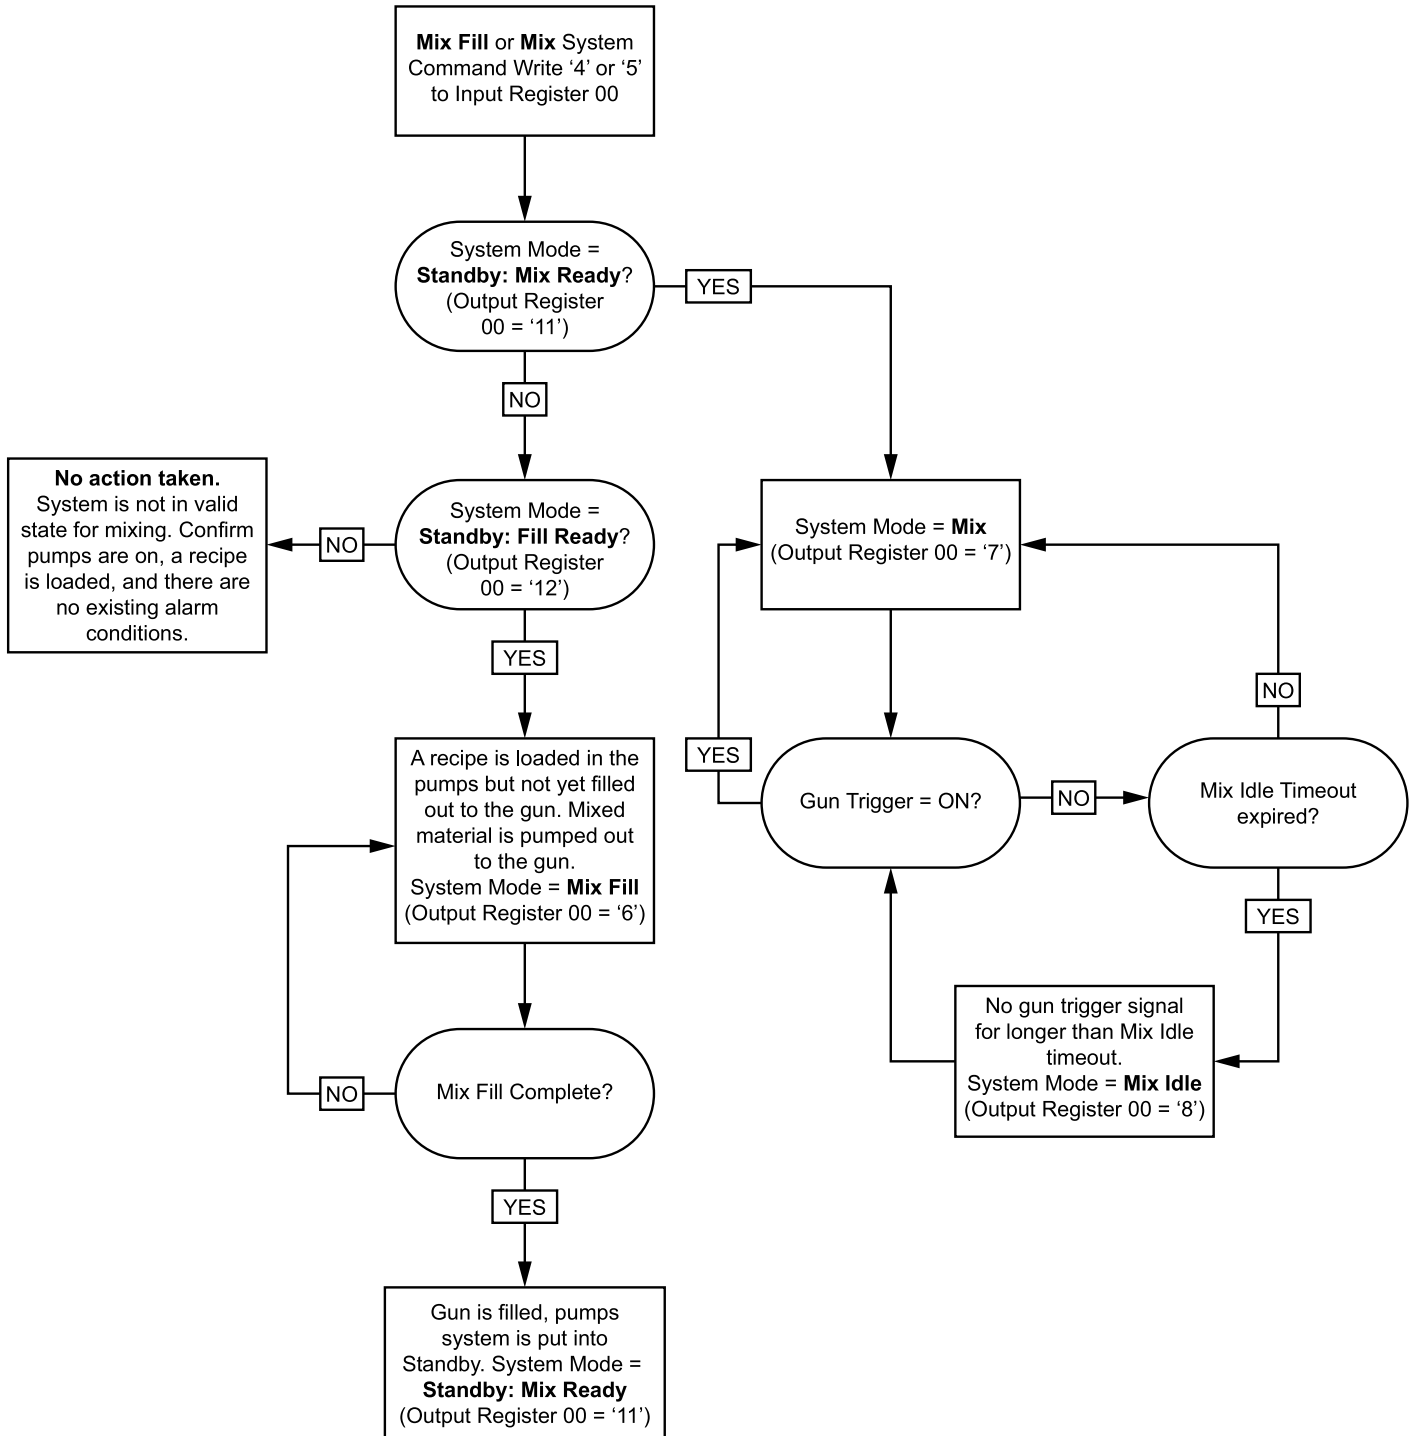 Mix Fill or Mix System
Command Write ‘4’ or ‘5’
to Input Register 00
System Mode =
Standby: Mix Ready?
(Output Register
00 = ‘11’)
YES
NO
No action taken.
System is not in valid
state for mixing. Confirm
pumps are on, a recipe
is loaded, and there are
no existing alarm
conditions.
NO
System Mode =
Standby: Fill Ready?
(Output Register
00 = ‘12’)
System Mode = Mix
(Output Register 00 = ‘7’)
YES
NO
A recipe is loaded in the
pumps but not yet filled
out to the gun. Mixed
material is pumped out
to the gun.
System Mode = Mix Fill
(Output Register 00 = ‘6’)
YES
Gun Trigger = ON?
NO
Mix Idle Timeout
expired?
YES
No gun trigger signal
for longer than Mix Idle
timeout.
System Mode = Mix Idle
(Output Register 00 = ‘8’)
NO
Mix Fill Complete?
YES
Gun is filled, pumps
system is put into
Standby. System Mode =
Standby: Mix Ready
(Output Register 00 = ‘11’)